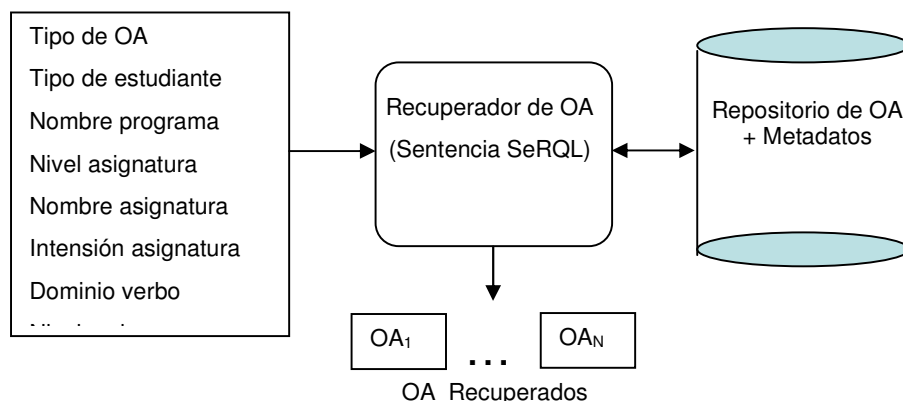 Tipo de OA
Tipo de estudiante
Nombre programa
Nivel asignatura
Nombre asignatura
Intensión asignatura
Dominio verbo
Recuperador de OA
(Sentencia SeRQL)
Repositorio de OA
+ Metadatos
OA1
...
OAN
OA Recuperados